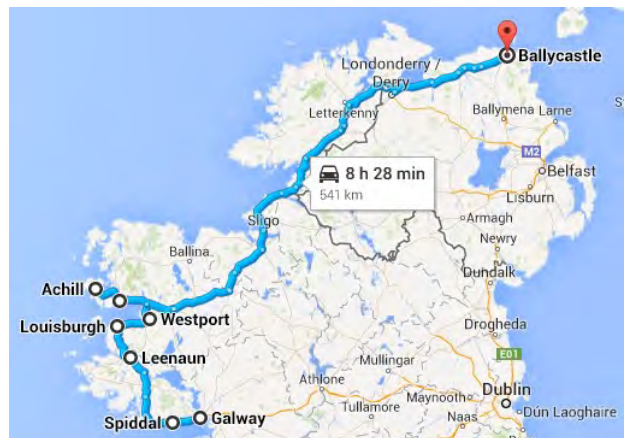 Ballycastle
Londonderry /
Derry
Letterkenny
Ballymena
Larne
M2
8 h 28 min
541 km
Belfast
Lisburn
Sligo
Armagh
Newry
Ballina
Dundalk
Achill
Louisburgh
Westport
Drogheda
Leenaun
E01
Mullingar
Athlone
Maynooth
Dublin
Spiddal
Galway
Tullamore
Naas
Dún Laoghaire